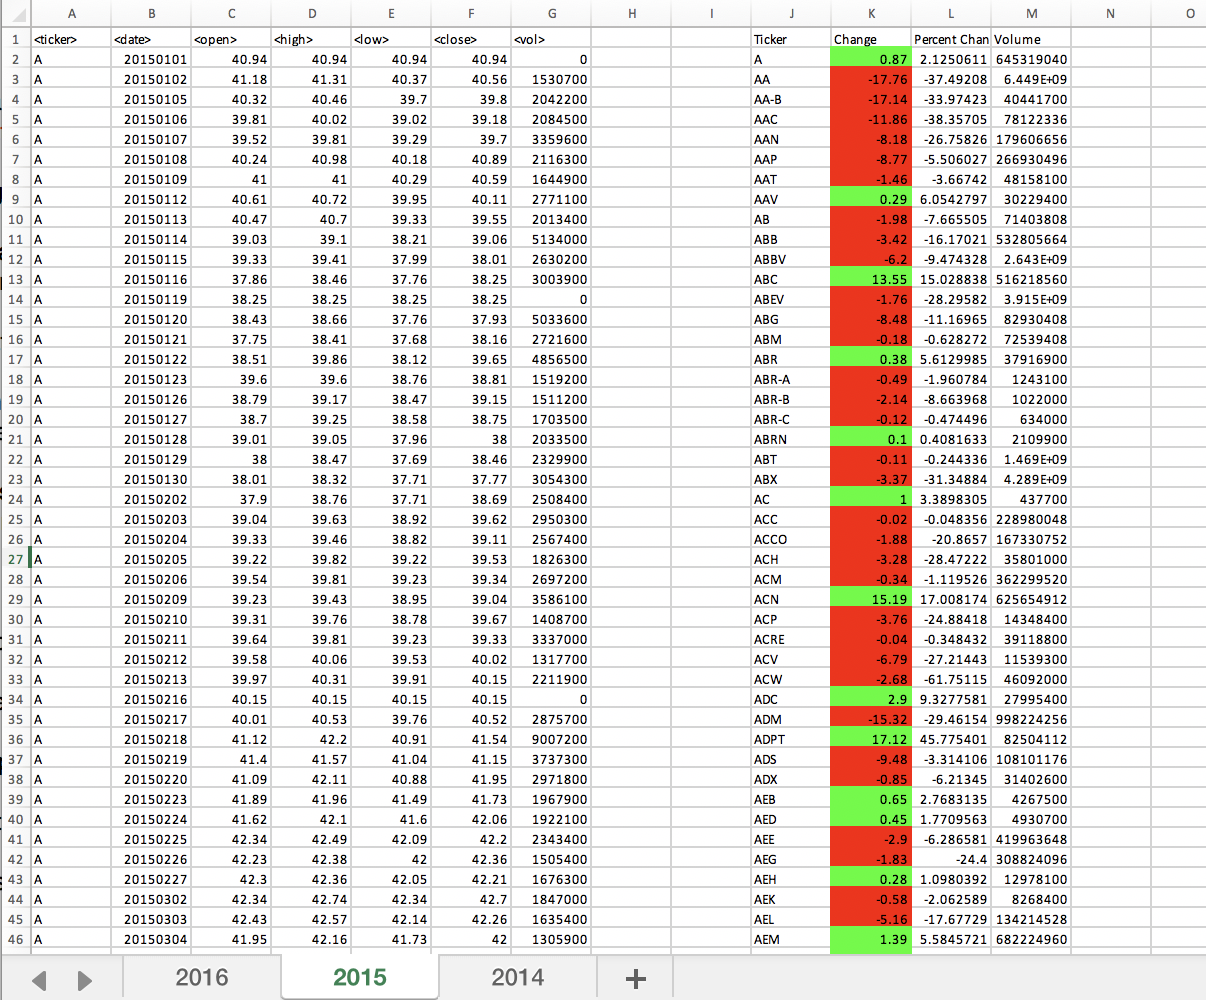 A B C D E F G H I J K L M N O
1 <ticker> <date> <open> <high> <low> <close> <vol> Ticker Change Percent Chan Volume
2 A 20150101 40.94 40.94 40.94 40.94 0 A 0.87 2.1250611 645319040
3 A 20150102 41.18 41.31 40.37 40.56 1530700 AA -17.76 -37.49208 6.449E+09
4 A 20150105 40.32 40.46 39.7 39.8 2042200 AA-B -17.14 -33.97423 40441700
5 A 20150106 39.81 40.02 39.02 39.18 2084500 AAC -11.86 -38.35705 78122336
6 A 20150107 39.52 39.81 39.29 39.7 3359600 AAN -8.18 -26.75826 179606656
7 A 20150108 40.24 40.98 40.18 40.89 2116300 AAP -8.77 -5.506027 266930496
8 A 20150109 41 41 40.29 40.59 1644900 AAT -1.46 -3.66742 48158100
9 A 20150112 40.61 40.72 39.95 40.11 2771100 AAV 0.29 6.0542797 30229400
10 A 20150113 40.47 40.7 39.33 39.55 2013400 AB -1.98 -7.665505 71403808
11 A 20150114 39.03 39.1 38.21 39.06 5134000 ABB -3.42 -16.17021 532805664
12 A 20150115 39.33 39.41 37.99 38.01 2630200 ABBV -6.2 -9.474328 2.643E+09
13 A 20150116 37.86 38.46 37.76 38.25 3003900 ABC 13.55 15.028838 516218560
14 A 20150119 38.25 38.25 38.25 38.25 0 ABEV -1.76 -28.29582 3.915E+09
15 A 20150120 38.43 38.66 37.76 37.93 5033600 ABG -8.48 -11.16965 82930408
16 A 20150121 37.75 38.41 37.68 38.16 2721600 ABM -0.18 -0.628272 72539408
17 A 20150122 38.51 39.86 38.12 39.65 4856500 ABR 0.38 5.6129985 37916900
18 A 20150123 39.6 39.6 38.76 38.81 1519200 ABR-A -0.49 -1.960784 1243100
19 A 20150126 38.79 39.17 38.47 39.15 1511200 ABR-B -2.14 -8.663968 1022000
20 A 20150127 38.7 39.25 38.58 38.75 1703500 ABR-C -0.12 -0.474496 634000
21 A 20150128 39.01 39.05 37.96 38 2033500 ABRN 0.1 0.4081633 2109900
22 A 20150129 38 38.47 37.69 38.46 2329900 ABT -0.11 -0.244336 1.469E+09
23 A 20150130 38.01 38.32 37.71 37.77 3054300 ABX -3.37 -31.34884 4.289E+09
24 A 20150202 37.9 38.76 37.71 38.69 2508400 AC 1 3.3898305 437700
25 A 20150203 39.04 39.63 38.92 39.62 2950300 ACC -0.02 -0.048356 228980048
26 A 20150204 39.33 39.46 38.82 39.11 2567400 ACCO -1.88 -20.8657 167330752
27 A 20150205 39.22 39.82 39.22 39.53 1826300 ACH -3.28 -28.47222 35801000
28 A 20150206 39.54 39.81 39.23 39.34 2697200 ACM -0.34 -1.119526 362299520
29 A 20150209 39.23 39.43 38.95 39.04 3586100 ACN 15.19 17.008174 625654912
30 A 20150210 39.31 39.76 38.78 39.67 1408700 ACP -3.76 -24.88418 14348400
31 A 20150211 39.64 39.81 39.23 39.33 3337000 ACRE -0.04 -0.348432 39118800
32 A 20150212 39.58 40.06 39.53 40.02 1317700 ACV -6.79 -27.21443 11539300
33 A 20150213 39.97 40.31 39.91 40.15 2211900 ACW -2.68 -61.75115 46092000
34 A 20150216 40.15 40.15 40.15 40.15 0 ADC 2.9 9.3277581 27995400
35 A 20150217 40.01 40.53 39.76 40.52 2875700 ADM -15.32 -29.46154 998224256
36 A 20150218 41.12 42.2 40.91 41.54 9007200 ADPT 17.12 45.775401 82504112
37 A 20150219 41.4 41.57 41.04 41.15 3737300 ADS -9.48 -3.314106 108101176
38 A 20150220 41.09 42.11 40.88 41.95 2971800 ADX -0.85 -6.21345 31402600
39 A 20150223 41.89 41.96 41.49 41.73 1967900 AEB 0.65 2.7683135 4267500
40 A 20150224 41.62 42.1 41.6 42.06 1922100 AED 0.45 1.7709563 4930700
41 A 20150225 42.34 42.49 42.09 42.2 2343400 AEE -2.9 -6.286581 419963648
42 A 20150226 42.23 42.38 42 42.36 1505400 AEG -1.83 -24.4 308824096
43 A 20150227 42.3 42.36 42.05 42.21 1676300 AEH 0.28 1.0980392 12978100
44 A 20150302 42.34 42.74 42.34 42.7 1847000 AEK -0.58 -2.062589 8268400
45 A 20150303 42.43 42.57 42.14 42.26 1635400 AEL -5.16 -17.67729 134214528
46 A 20150304 41.95 42.16 41.73 42 1305900 AEM 1.39 5.5845721 682224960
2016 2015 2014 +